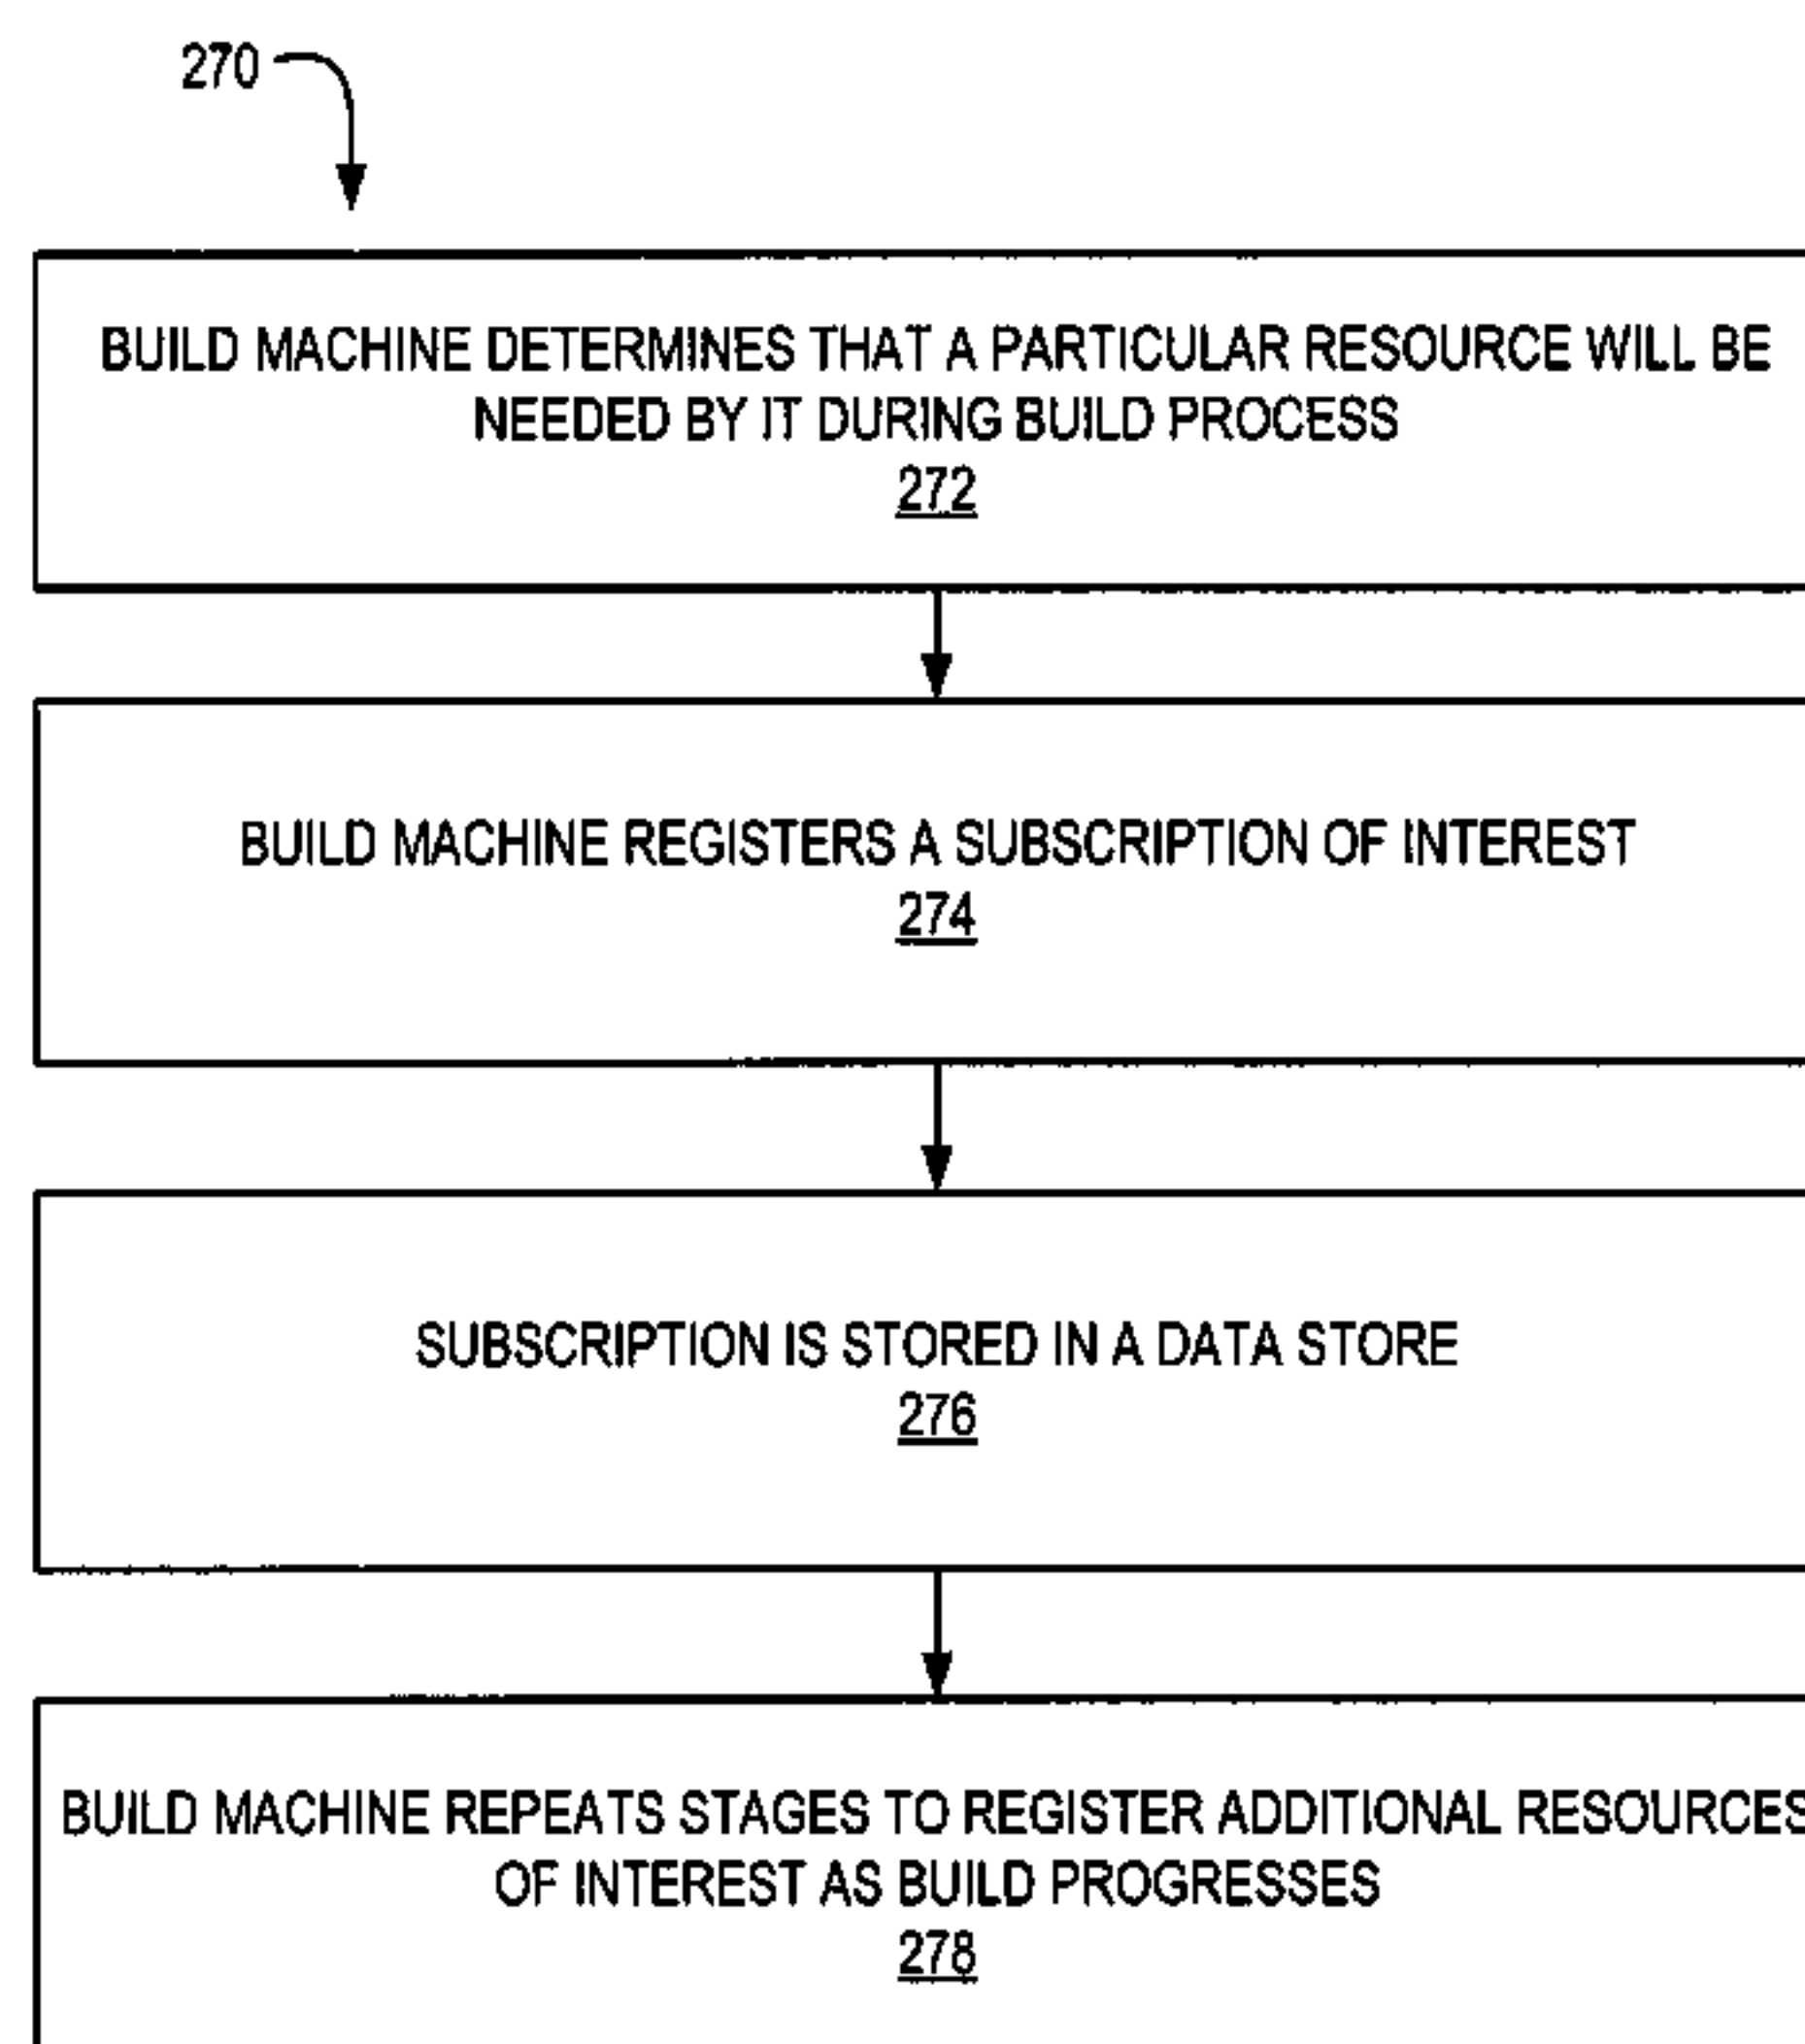 270
BUILD MACHINE DETERMINES THAT A PARTICULAR RESOURCE WILL BE
NEEDED BY IT DURING BUILD PROCESS
272
BUILD MACHINE REGISTERS A SUBSCRIPTION OF INTEREST
274
SUBSCRIPTION IS STORED IN A DATA STORE
276
BUILD MACHINE REPEATS STAGES TO REGISTER ADDITIONAL RESOURCES
OF INTEREST AS BUILD PROGRESSES
278